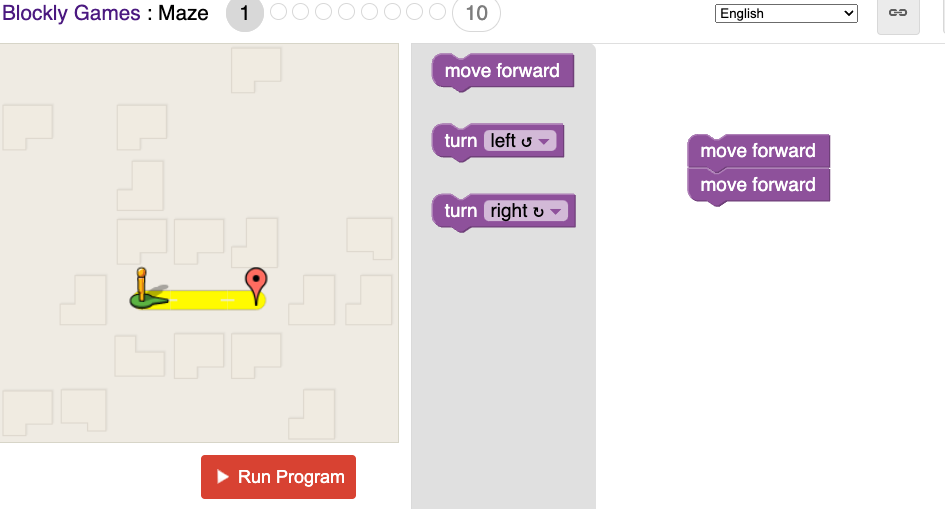 Blockly Games : Maze 1 10 English
move forward
turn left ↺
turn right ↻
move forward
move forward
Run Program